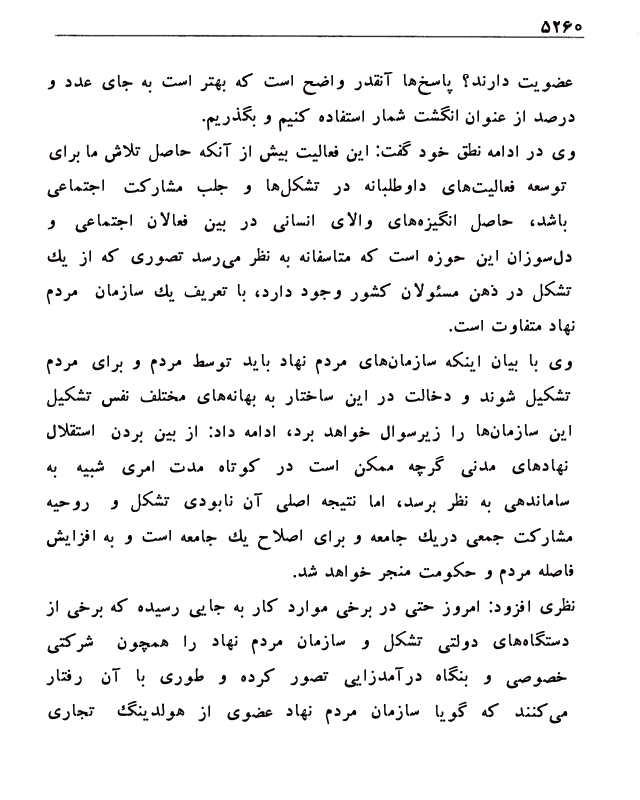 ۵۲۶۰
عضویت دارند؟ پاسخ‌ها آنقدر واضح است که بهتر است به جای عدد و
درصد از عنوان انگشت شمار استفاده کنیم و بگذریم.
وی در ادامه نطق خود گفت: این فعالیت بیش از آنکه حاصل تلاش ما برای
توسعه فعالیت‌های داوطلبانه در تشکل‌ها و جلب مشارکت اجتماعی
باشد، حاصل انگیزه‌های والای انسانی در بین فعالان اجتماعی و
دل‌سوزان این حوزه است که متاسفانه به نظر می‌رسد تصوری که از یك
تشکل در ذهن مسئولان کشور وجود دارد، با تعریف یك سازمان مردم
نهاد متفاوت است.
وی با بیان اینکه سازمان‌های مردم نهاد باید توسط مردم و برای مردم
تشکیل شوند و دخالت در این ساختار به بهانه‌های مختلف نفس تشکیل
این سازمان‌ها را زیرسوال خواهد برد، ادامه داد: از بین بردن استقلال
نهادهای مدنی گرچه ممکن است در کوتاه مدت امری شبیه به
ساماندهی به نظر برسد، اما نتیجه اصلی آن نابودی تشکل و روحیه
مشارکت جمعی دریك جامعه و برای اصلاح یك جامعه است و به افزایش
فاصله مردم و حکومت منجر خواهد شد.
نظری افزود: امروز حتی در برخی موارد کار به جایی رسیده که برخی از
دستگاه‌های دولتی تشکل و سازمان مردم نهاد را همچون شرکتی
خصوصی و بنگاه درآمدزایی تصور کرده و طوری با آن رفتار
می‌کنند که گویا سازمان مردم نهاد عضوی از هولدینگ تجاری